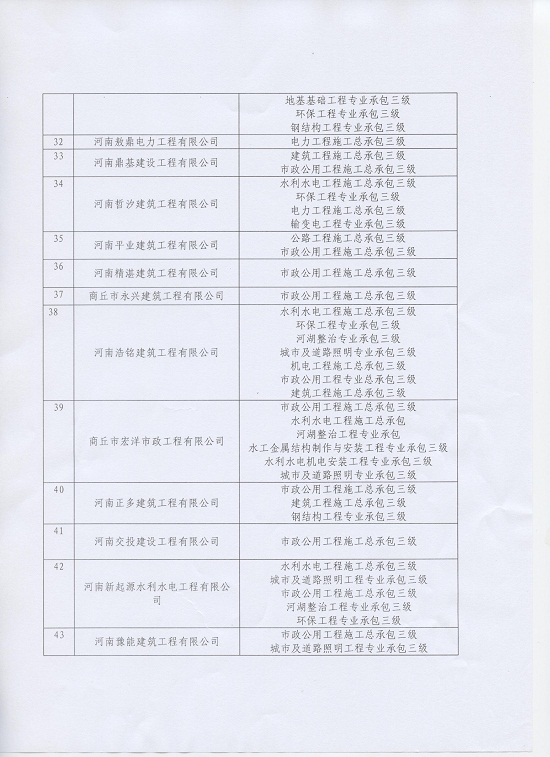 地基基础工程专业承包三级
环保工程专业承包三级
钢结构工程专业承包三级
32 河南敖鼎电力工程有限公司 电力工程施工总承包三级
33 河南鼎基建设工程有限公司 建筑工程施工总承包三级
市政公用工程施工总承包三级
34 河南哲汐建筑工程有限公司 水利水电工程施工总承包三级
环保工程专业承包三级
电力工程施工总承包三级
输变电工程专业承包三级
35 河南平业建筑工程有限公司 公路工程施工总承包三级
市政公用工程施工总承包三级
36 河南精湛建筑工程有限公司 市政公用工程施工总承包三级
37 商丘市永兴建筑工程有限公司 市政公用工程施工总承包三级
38 河南浩铭建筑工程有限公司 水利水电工程施工总承包三级
环保工程专业承包三级
河湖整治专业承包三级
城市及道路照明专业承包三级
机电工程施工总承包三级
市政公用工程专业总承包三级
建筑工程施工总承包三级
39 商丘市宏洋市政工程有限公司 市政公用工程施工总承包三级
水利水电工程施工总承包
河湖整治工程专业承包
水工金属结构制作与安装工程专业承包三级
水利水电机电安装工程专业承包三级
城市及道路照明专业承包三级
40 河南正多建筑工程有限公司 市政公用工程施工总承包三级
建筑工程施工总承包三级
钢结构工程专业承包三级
41 河南交投建设工程有限公司 市政公用工程施工总承包三级
42 河南新起源水利水电工程有限公司 水利水电工程施工总承包三级
城市及道路照明工程专业承包三级
市政公用工程施工总承包三级
河湖整治工程专业承包三级
环保工程专业承包三级
43 河南豫能建筑工程有限公司 市政公用工程施工总承包三级
城市及道路照明工程专业承包三级